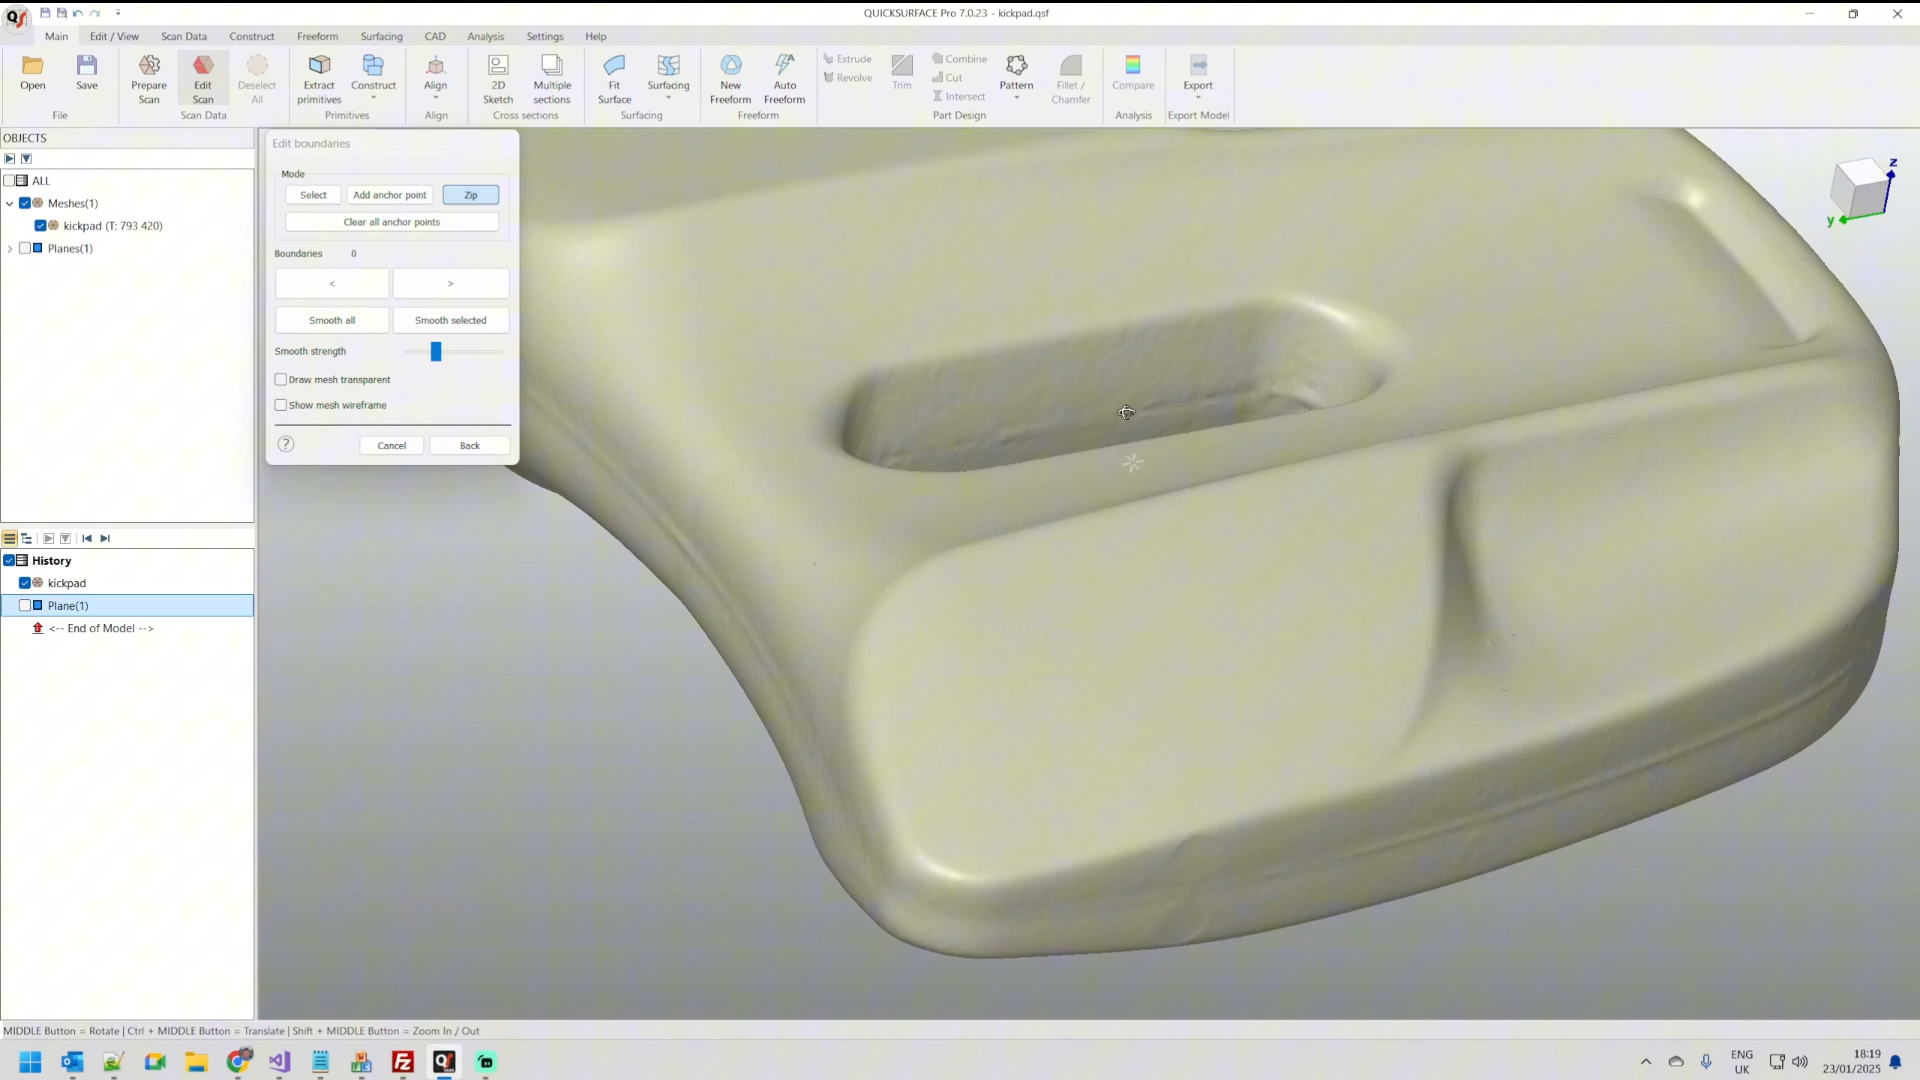 QUICKSURFACE Pro 7.0.23 - kickpad.qsf
Main Edit / View Scan Data Construct Freeform Surfacing CAD Analysis Settings Help
Open
Save
File
Prepare Scan
Edit Scan
Deselect All
Scan Data
Extract primitives
Construct
Primitives
Align
Align
2D Sketch
Multiple sections
Cross sections
Fit Surface
Surfacing
Surfacing
New Freeform
Auto Freeform
Freeform
Extrude
Revolve
Trim
Combine
Cut
Intersect
Pattern
Fillet / Chamfer
Part Design
Compare
Analysis
Export
Export Model
OBJECTS
ALL
Meshes(1)
kickpad (T: 793 420)
Planes(1)
History
kickpad
Plane(1)
<-- End of Model -->
Edit boundaries
Mode
Select Add anchor point Zip
Clear all anchor points
Boundaries 0
< >
Smooth all Smooth selected
Smooth strength
Draw mesh transparent
Show mesh wireframe
? Cancel Back
z
y
MIDDLE Button = Rotate | Ctrl + MIDDLE Button = Translate | Shift + MIDDLE Button = Zoom In / Out
ENG
UK
18:19
23/01/2025